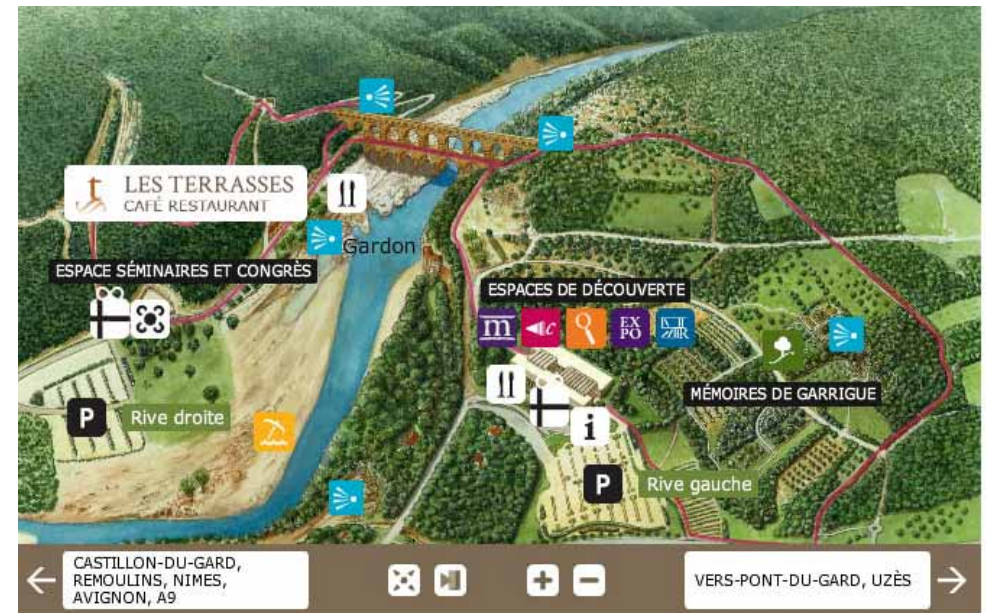 LES TERRASSES
CAFÉ RESTAURANT
Gardon
ESPACE SÉMINAIRES ET CONGRÈS
ESPACES DE DÉCOUVERTE
m
c
EX
PO
MÉMOIRES DE GARRIGUE
P
Rive droite
i
P
Rive gauche
CASTILLON-DU-GARD,
REMOULINS, NIMES,
AVIGNON, A9
VERS-PONT-DU-GARD, UZÈS